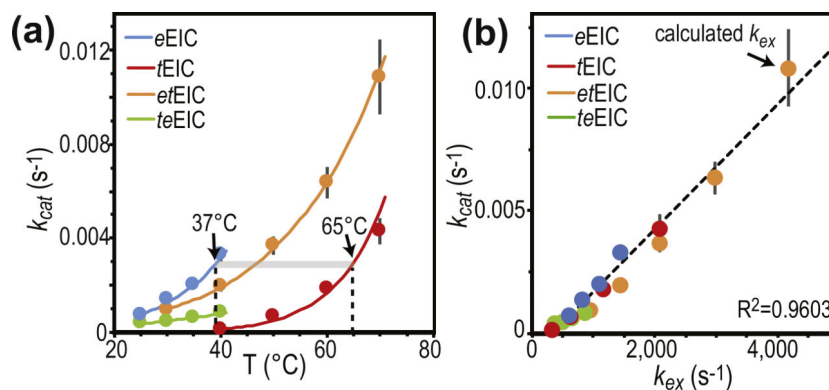 (a)
eEIC
tEIC
etEIC
teEIC
37°C
65°C
0.012
0.008
0.004
0
kcat (s-1)
20
40
60
80
T (°C)
(b)
eEIC
tEIC
etEIC
teEIC
calculated kex
0.010
0.005
0
kcat (s-1)
R²=0.9603
0
2,000
4,000
kex (s-1)